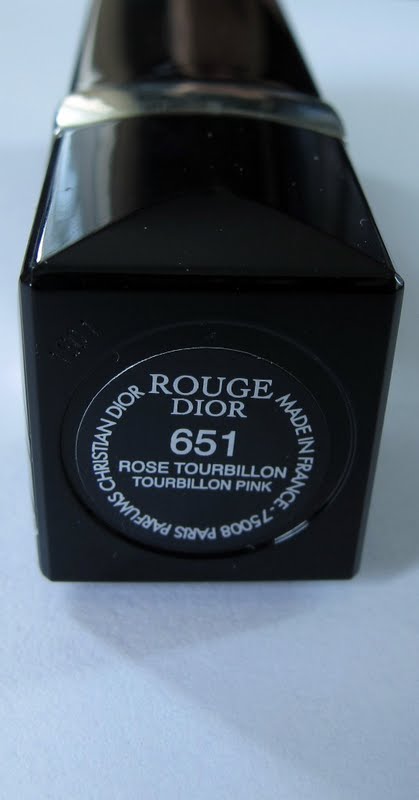 ROUGE
DIOR
651
ROSE TOURBILLON
TOURBILLON PINK
MADE IN FRANCE - 75008 PARIS PARFUMS CHRISTIAN DIOR